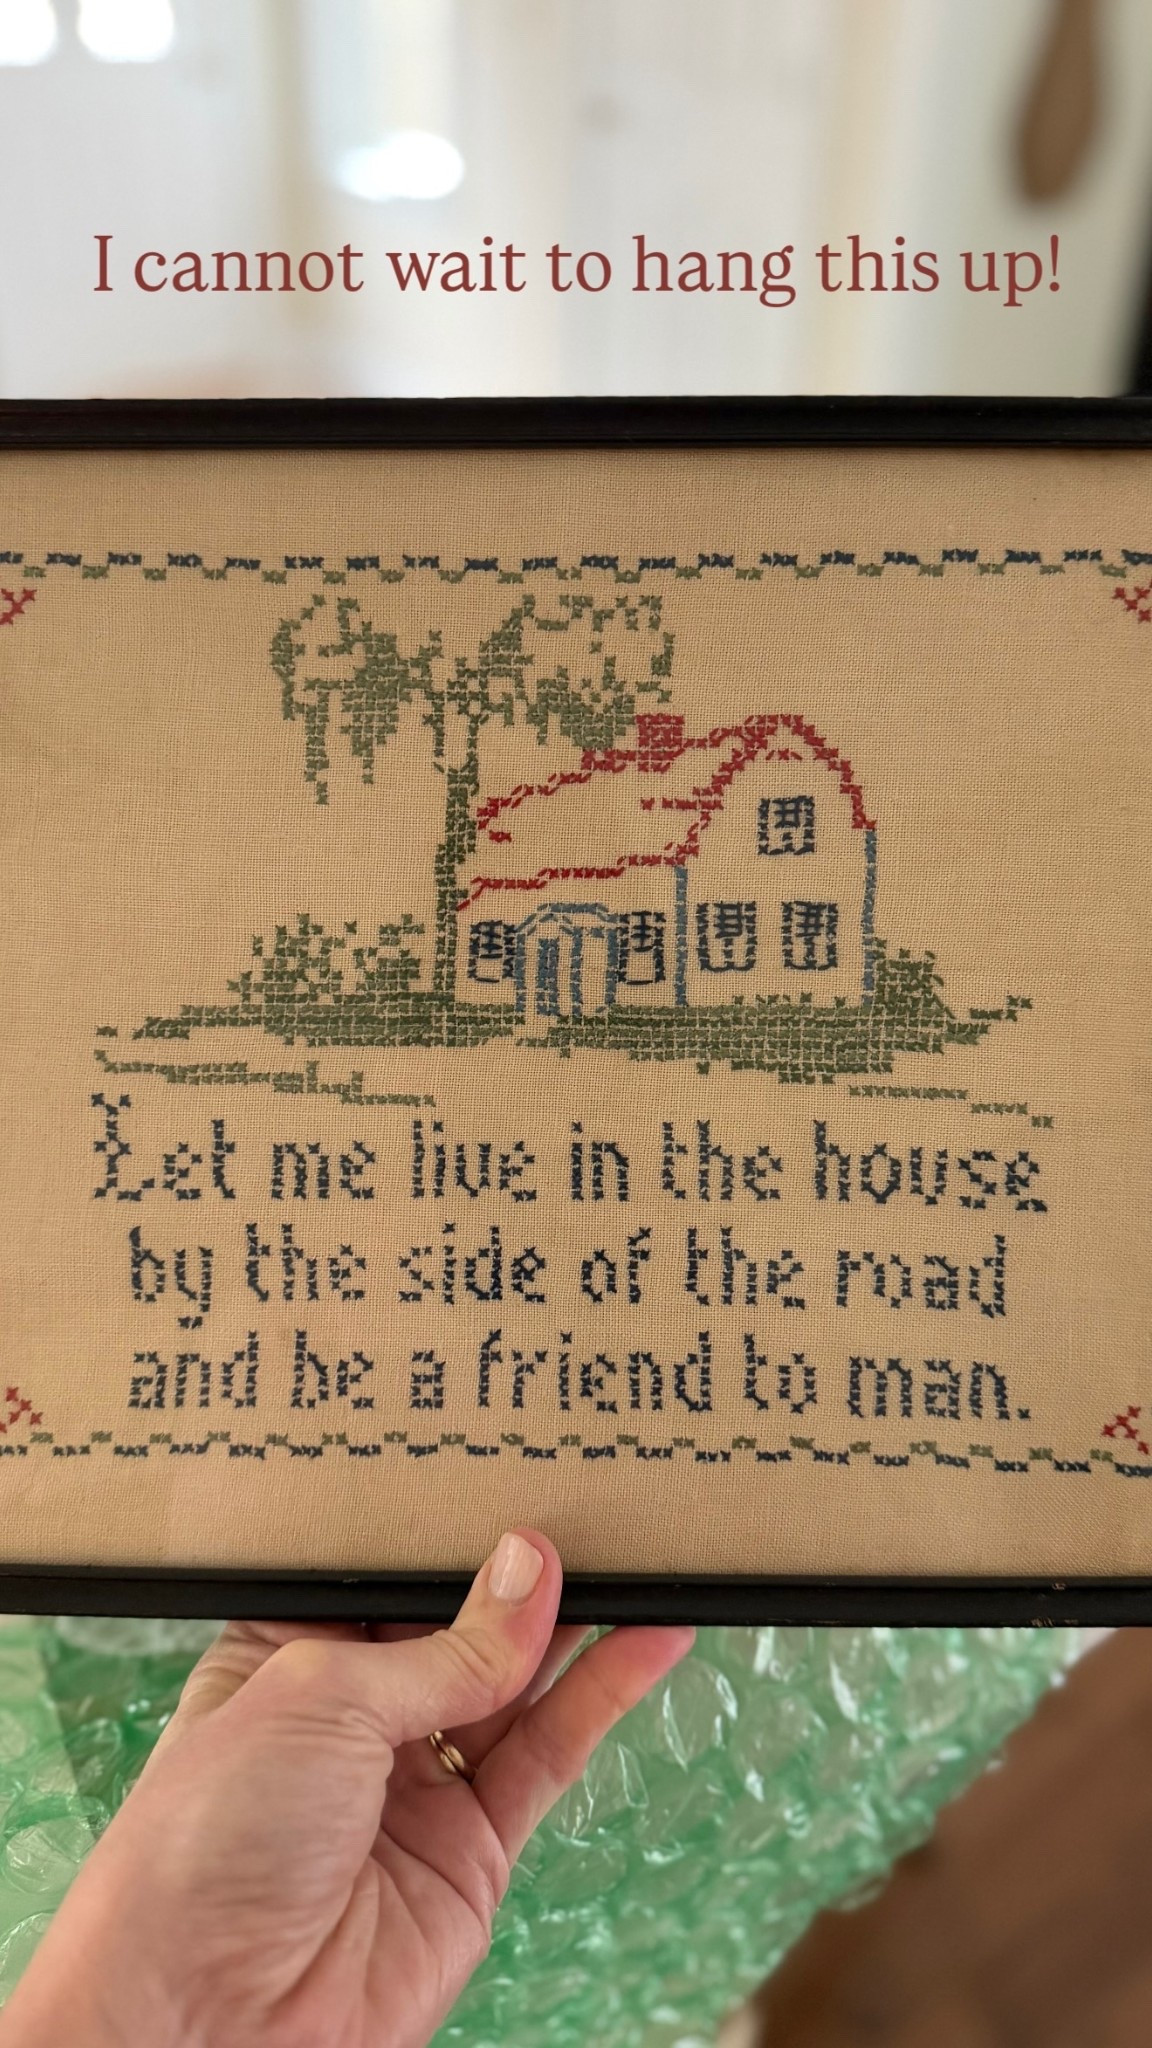 I cannot wait to hang this up!
Let me live in the house
by the side of the road
and be a friend to man.